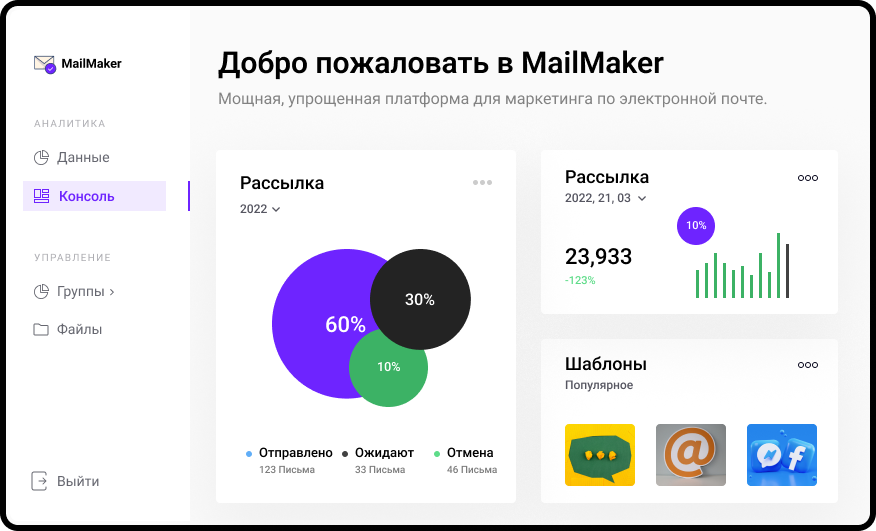 MailMaker
АНАЛИТИКА
Данные
Консоль
УПРАВЛЕНИЕ
Группы ›
Файлы
Выйти
Добро пожаловать в MailMaker
Мощная, упрощенная платформа для маркетинга по электронной почте.
Рассылка
2022
60%
30%
10%
Отправлено Ожидают Отмена
123 Письма 33 Письма 46 Письма
Рассылка
2022, 21, 03
10%
23,933
-123%
Шаблоны
Популярное
@
f